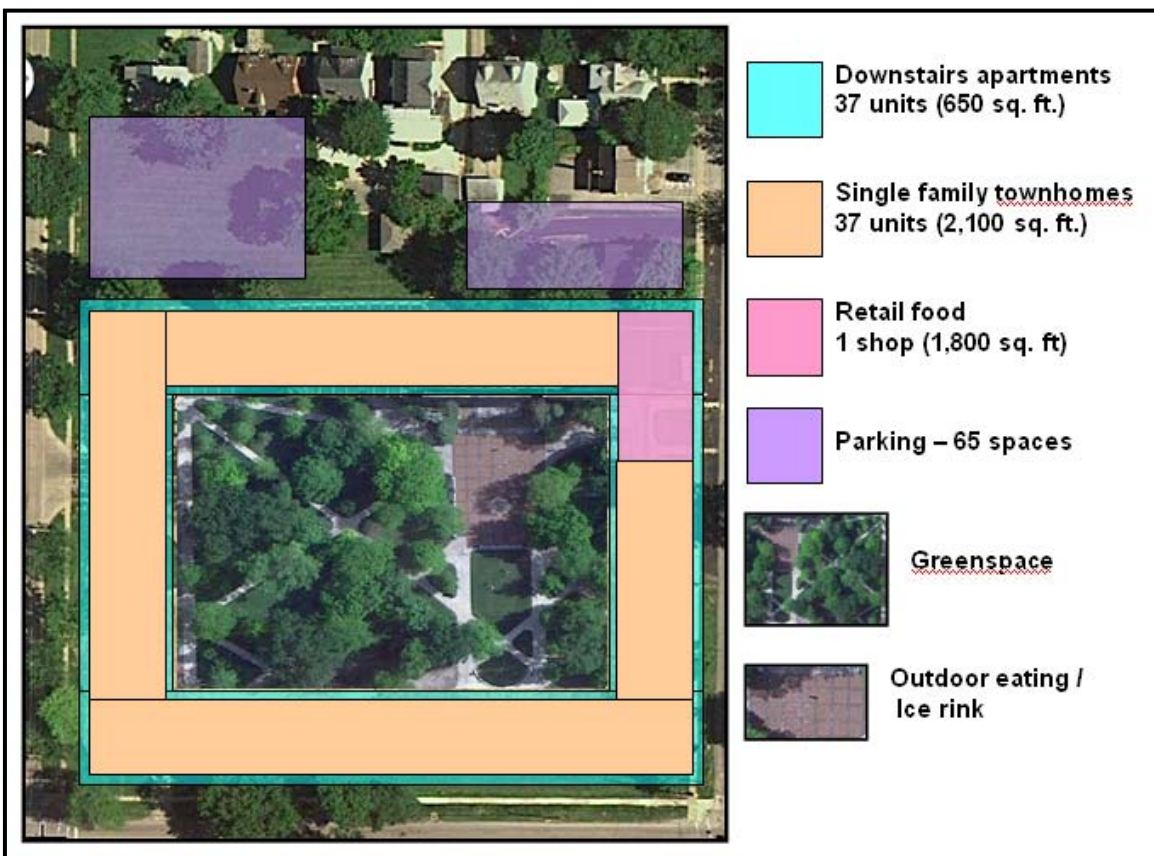 Downstairs apartments
37 units (650 sq. ft.)
Single family townhomes
37 units (2,100 sq. ft.)
Retail food
1 shop (1,800 sq. ft)
Parking – 65 spaces
Greenspace
Outdoor eating /
Ice rink